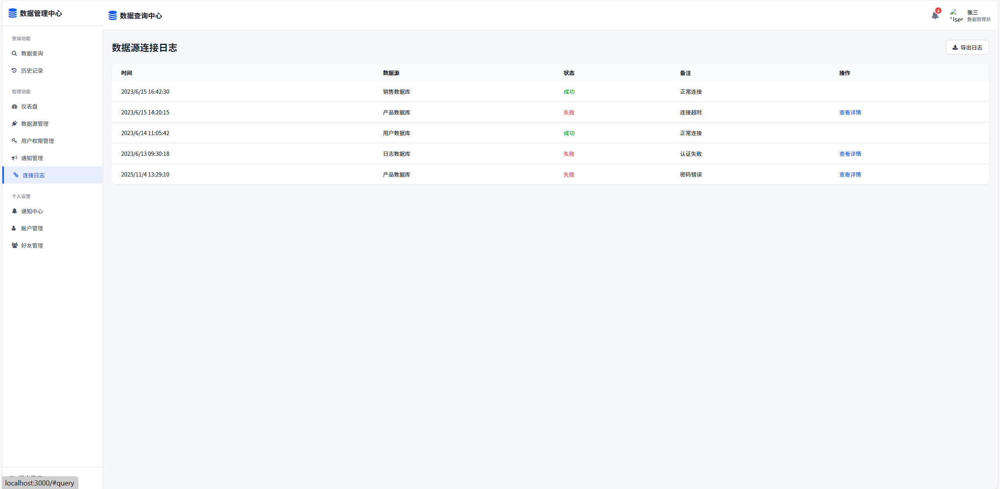 数据管理中心
查询功能
数据查询
历史记录
管理功能
仪表盘
数据源管理
用户权限管理
通知管理
连接日志
个人设置
通知中心
账户管理
好友管理
localhost:3000/#query
数据查询中心
4
User
张三
数据管理员
数据源连接日志
导出日志
时间 数据源 状态 备注 操作
2023/6/15 16:42:30 销售数据库 成功 正常连接
2023/6/15 14:20:15 产品数据库 失败 连接超时 查看详情
2023/6/14 11:05:42 用户数据库 成功 正常连接
2023/6/13 09:30:18 日志数据库 失败 认证失败 查看详情
2025/11/4 13:29:10 产品数据库 失败 密码错误 查看详情